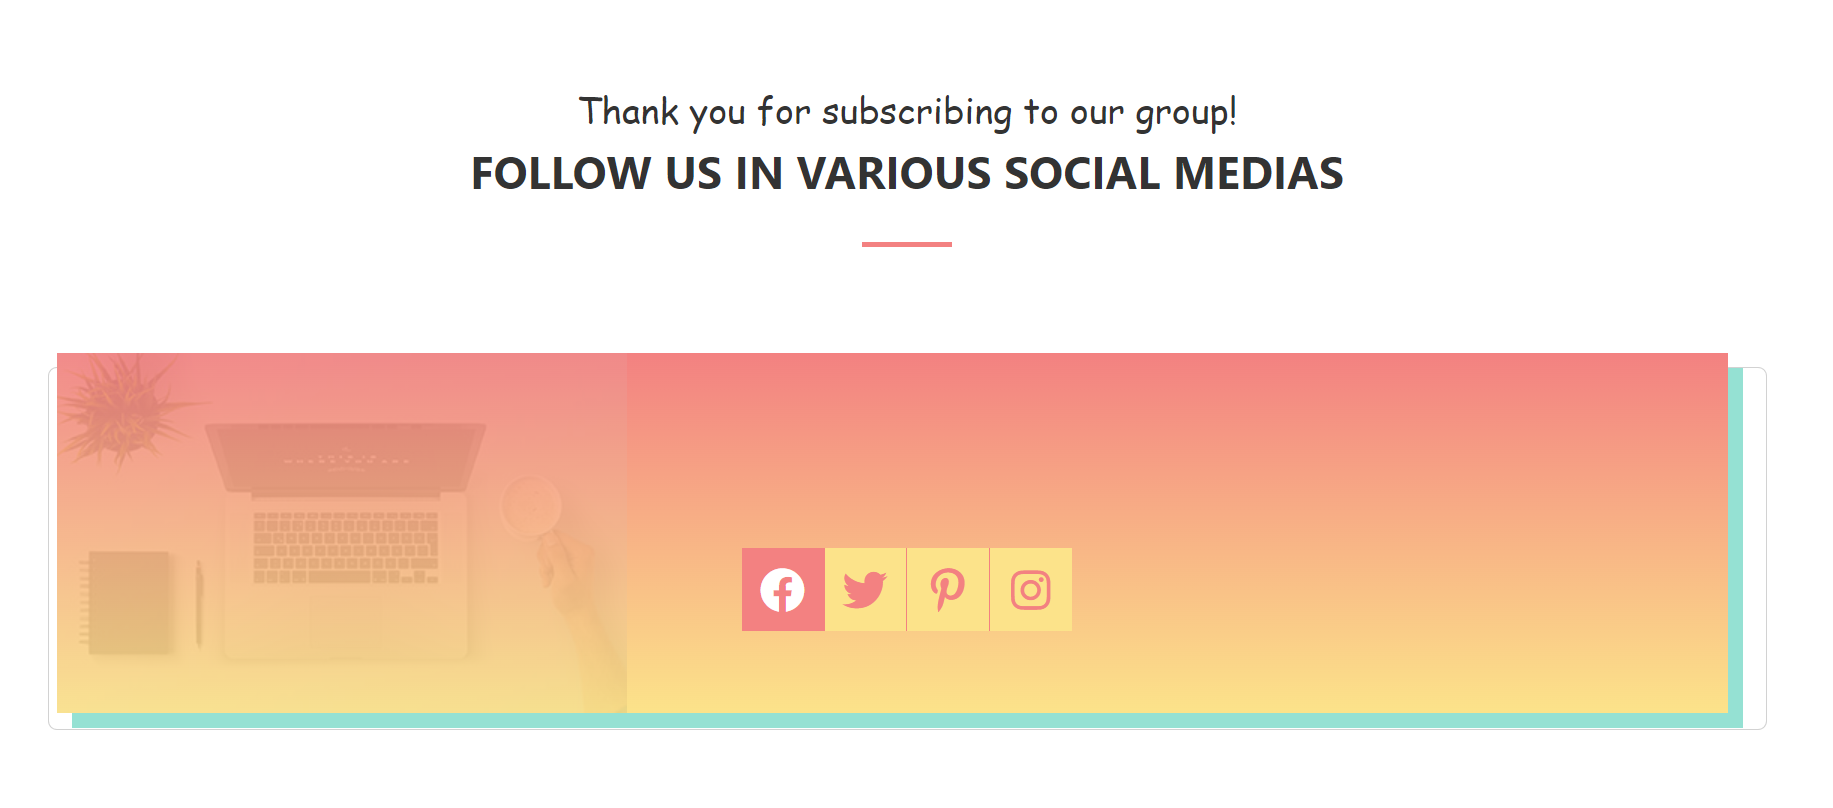 Thank you for subscribing to our group!
FOLLOW US IN VARIOUS SOCIAL MEDIAS